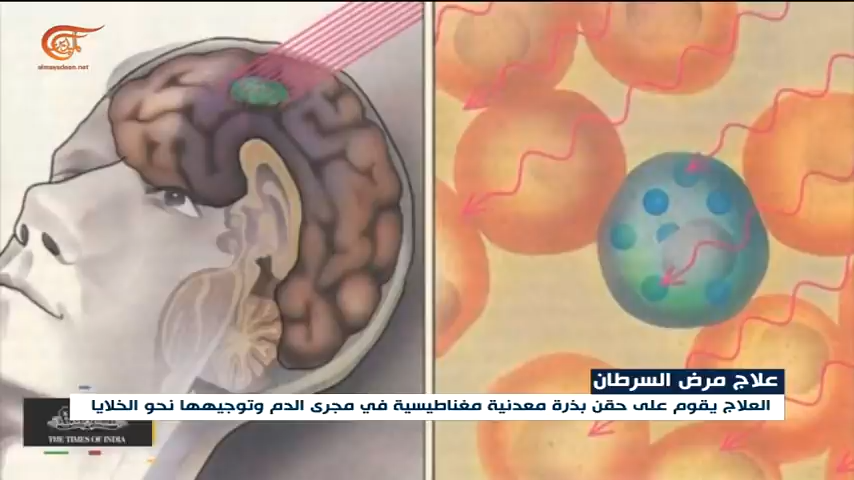 الميادين
almayadeen.net
علاج مرض السرطان
العلاج يقوم على حقن بذرة معدنية مغناطيسية في مجرى الدم وتوجيهها نحو الخلايا
THE TIMES OF INDIA